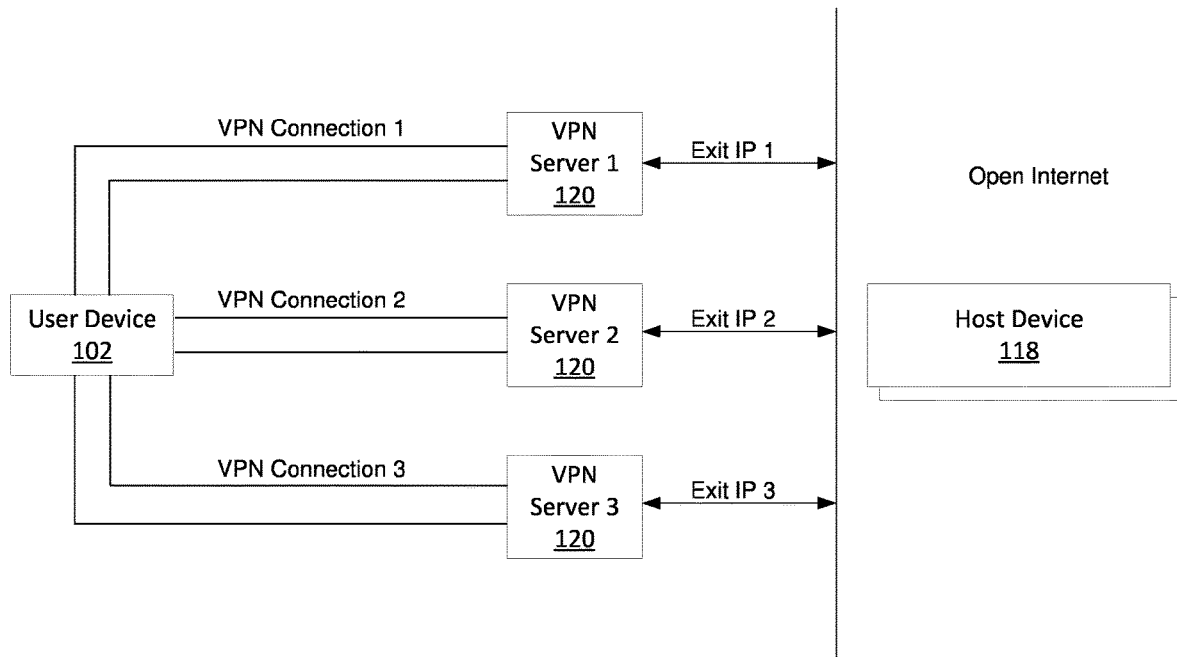 VPN Connection 1
VPN
Server 1
120
Exit IP 1
Open Internet
User Device
102
VPN Connection 2
VPN
Server 2
120
Exit IP 2
Host Device
118
VPN Connection 3
VPN
Server 3
120
Exit IP 3